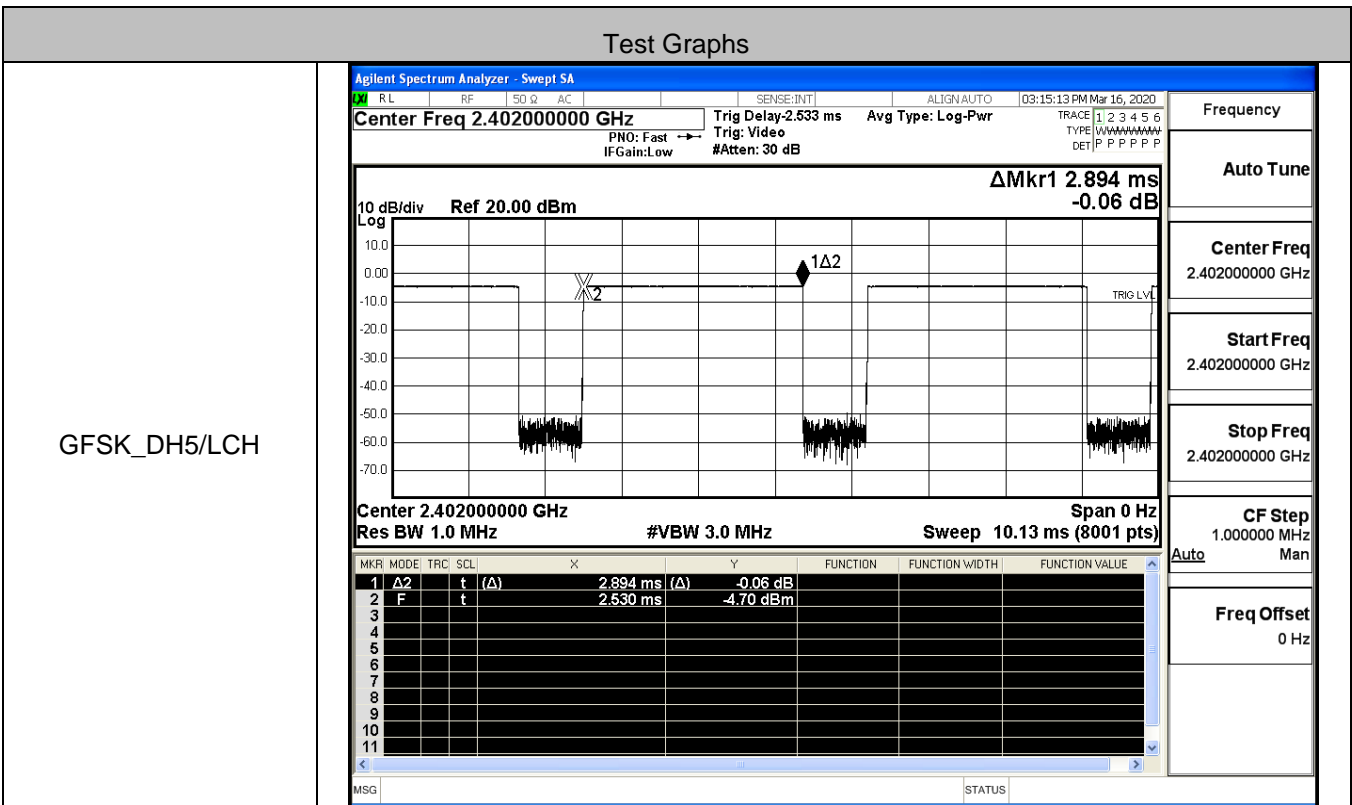 Test Graphs
GFSK_DH5/LCH
Agilent Spectrum Analyzer - Swept SA
LXI RL RF 50 Ω AC SENSE:INT ALIGN AUTO 03:15:13 PM Mar 16, 2020
Center Freq 2.402000000 GHz
PNO: Fast
IFGain:Low
Trig Delay-2.533 ms
Trig: Video
#Atten: 30 dB
Avg Type: Log-Pwr
TRACE 1 2 3 4 5 6
TYPE WWWWWW
DET P P P P P P
ΔMkr1 2.894 ms
-0.06 dB
10 dB/div Ref 20.00 dBm
Log
10.0
0.00
-10.0
-20.0
-30.0
-40.0
-50.0
-60.0
-70.0
1Δ2
2
TRIG LVL
Center 2.402000000 GHz Span 0 Hz
Res BW 1.0 MHz #VBW 3.0 MHz Sweep 10.13 ms (8001 pts)
MKR MODE TRC SCL X Y FUNCTION FUNCTION WIDTH FUNCTION VALUE
1 Δ2 t (Δ) 2.894 ms (Δ) -0.06 dB
2 F t 2.530 ms -4.70 dBm
3
4
5
6
7
8
9
10
11
MSG STATUS
Frequency
Auto Tune
Center Freq
2.402000000 GHz
Start Freq
2.402000000 GHz
Stop Freq
2.402000000 GHz
CF Step
1.000000 MHz
Auto Man
Freq Offset
0 Hz